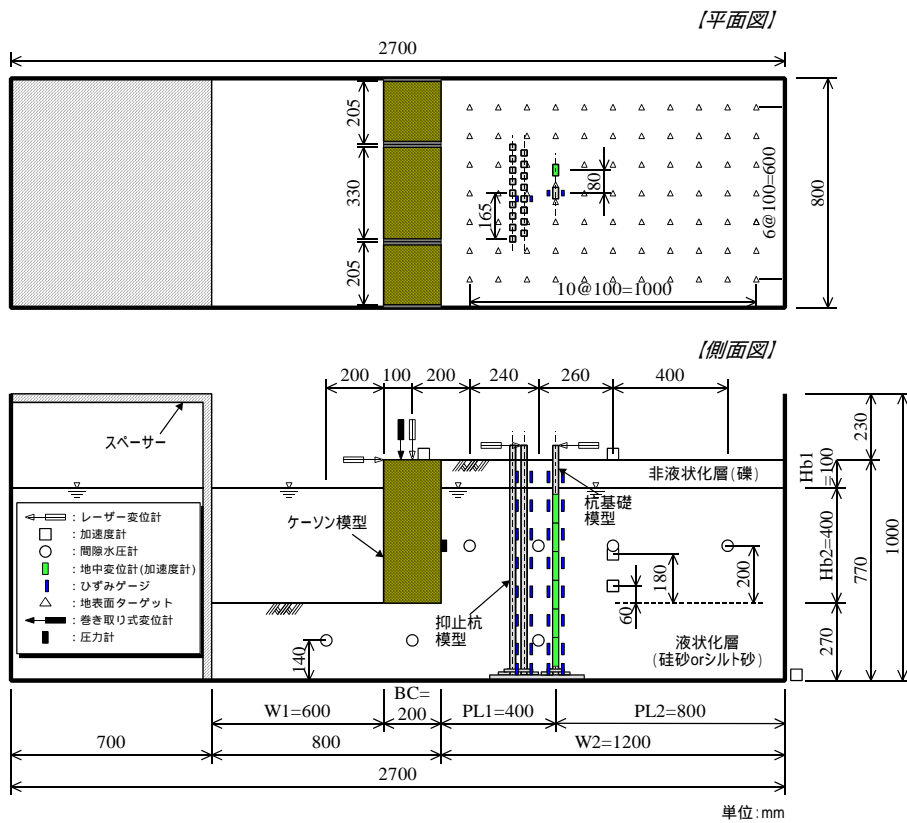 【平面図】
2700
205
330
205
165
80
6@100=600
800
10@100=1000
【側面図】
200
100
200
240
260
400
スペーサー
230
Hb1
=100
非液状化層(礫)
杭基礎
模型
ケーソン模型
：レーザー変位計
：加速度計
：間隙水圧計
：地中変位計(加速度計)
：ひずみゲージ
：地表面ターゲット
：巻き取り式変位計
：圧力計
180
60
200
Hb2=400
770
1000
抑止杭
模型
液状化層
(硅砂orシルト砂)
140
270
W1=600
BC=
200
PL1=400
PL2=800
700
800
W2=1200
2700
単位:mm